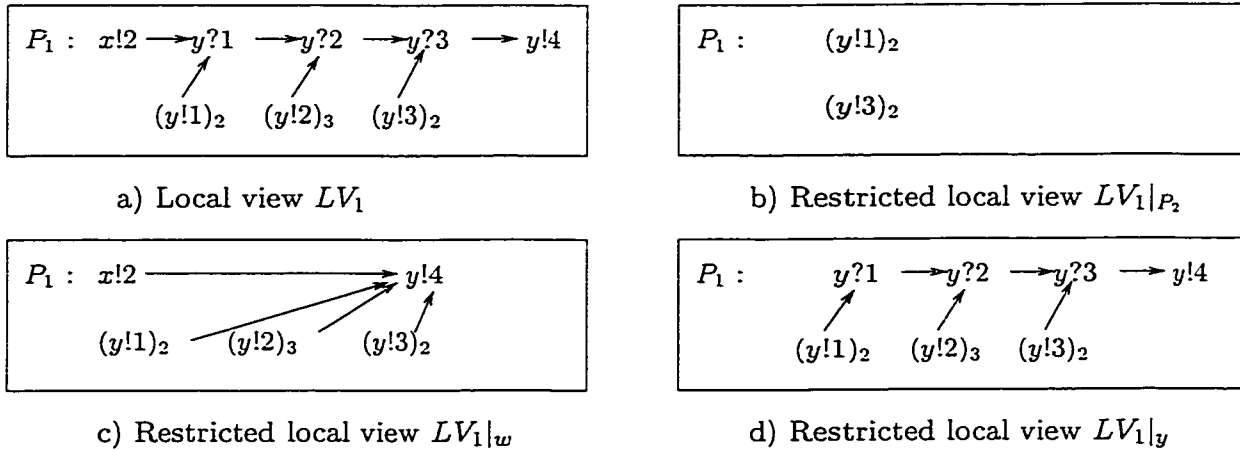 P₁ : x!2 → y?1 → y?2 → y?3 → y!4
(y!1)₂ (y!2)₃ (y!3)₂
a) Local view LV₁
P₁ : (y!1)₂
(y!3)₂
b) Restricted local view LV₁|P₂
P₁ : x!2 → y!4
(y!1)₂ (y!2)₃ (y!3)₂
c) Restricted local view LV₁|w
P₁ : y?1 → y?2 → y?3 → y!4
(y!1)₂ (y!2)₃ (y!3)₂
d) Restricted local view LV₁|y